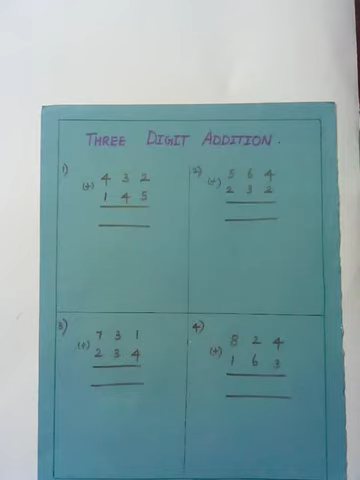 THREE DIGIT ADDITION.
1)
4 3 2
(+)
1 4 5
2)
5 6 4
(+)
2 3 2
3)
7 3 1
(+)
2 3 4
4)
8 2 4
(+)
1 6 3